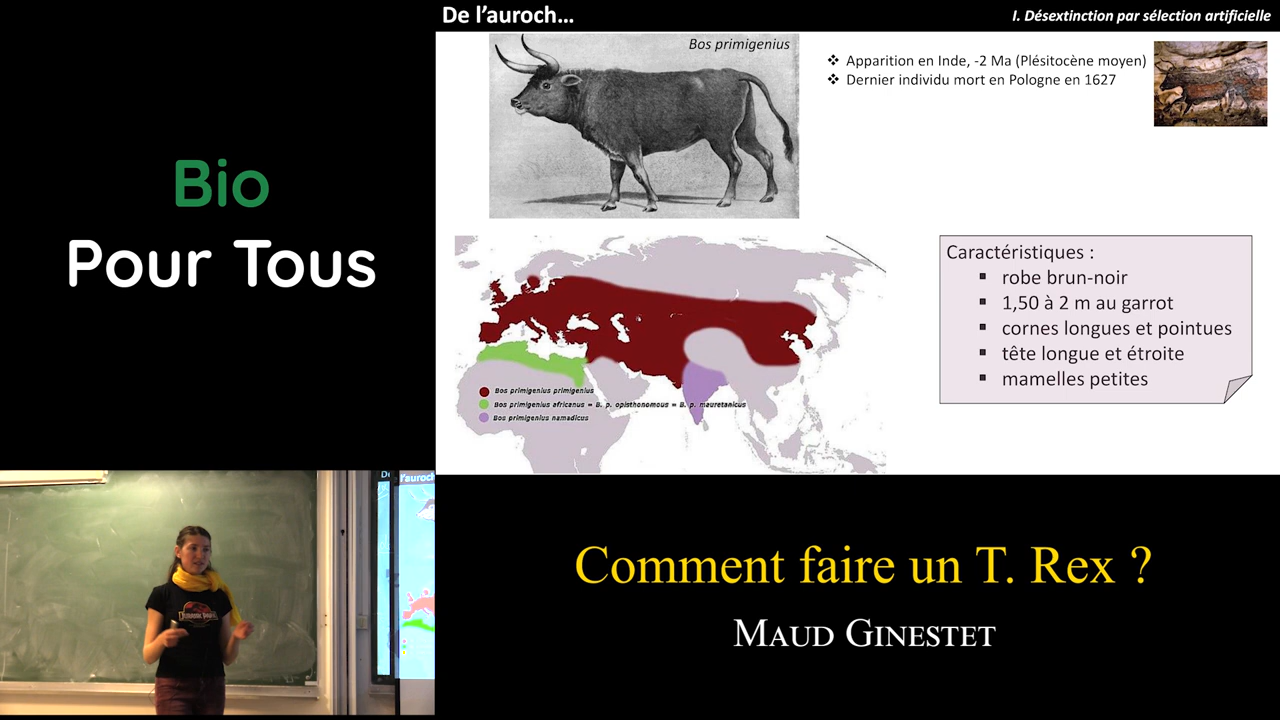 De l'auroch...
I. Désextinction par sélection artificielle
Bio
Pour Tous
Bos primigenius
❖ Apparition en Inde, -2 Ma (Plésitocène moyen)
❖ Dernier individu mort en Pologne en 1627
Caractéristiques :
▪ robe brun-noir
▪ 1,50 à 2 m au garrot
▪ cornes longues et pointues
▪ tête longue et étroite
▪ mamelles petites
Bos primigenius primigenius
Bos primigenius africanus = B. p. opisthonomous = B. p. mauretanicus
Bos primigenius namadicus
De l'auroch
Comment faire un T. Rex ?
MAUD GINESTET